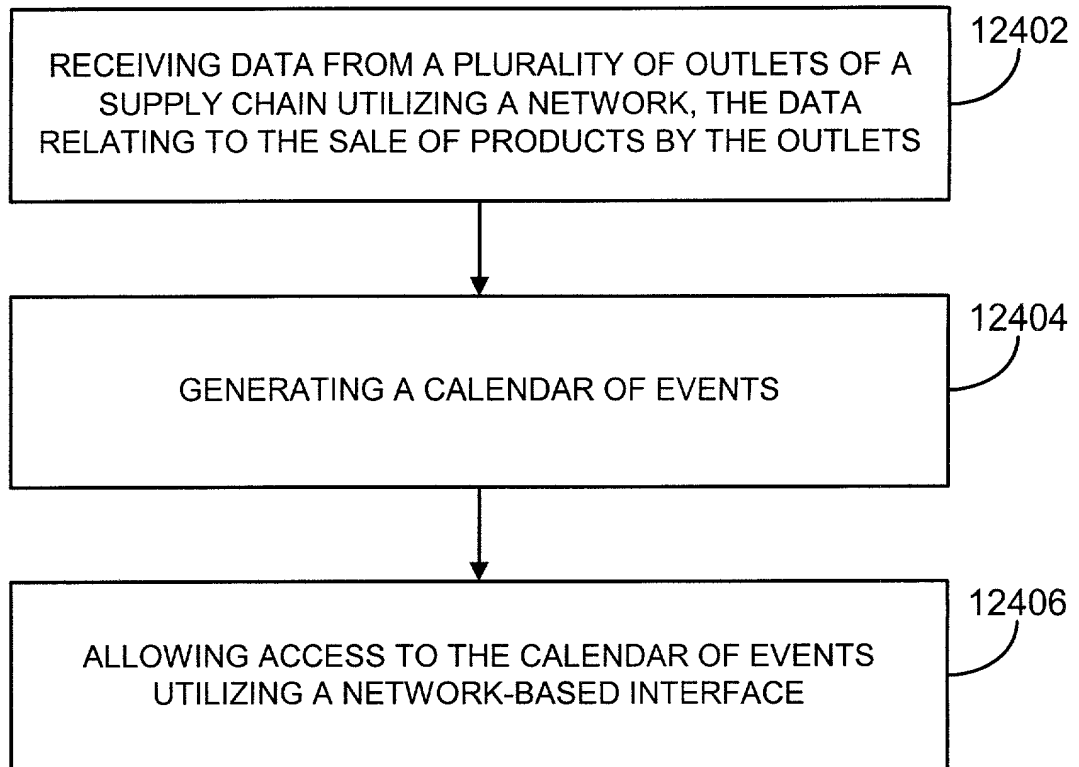 12402
RECEIVING DATA FROM A PLURALITY OF OUTLETS OF A
SUPPLY CHAIN UTILIZING A NETWORK, THE DATA
RELATING TO THE SALE OF PRODUCTS BY THE OUTLETS
12404
GENERATING A CALENDAR OF EVENTS
12406
ALLOWING ACCESS TO THE CALENDAR OF EVENTS
UTILIZING A NETWORK-BASED INTERFACE